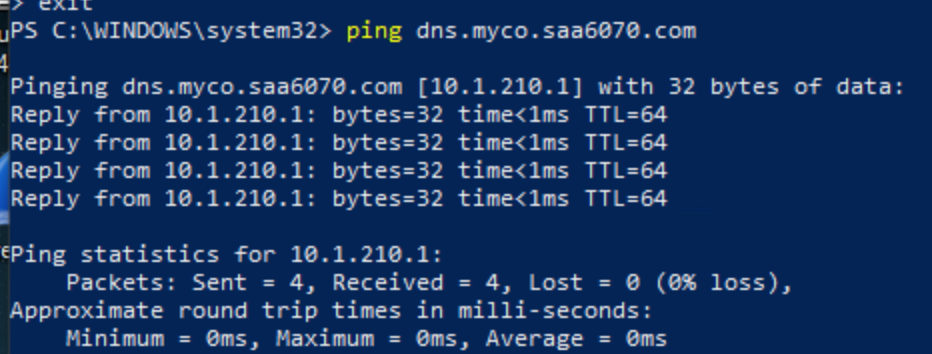 > exit
PS C:\WINDOWS\system32> ping dns.myco.saa6070.com
Pinging dns.myco.saa6070.com [10.1.210.1] with 32 bytes of data:
Reply from 10.1.210.1: bytes=32 time<1ms TTL=64
Reply from 10.1.210.1: bytes=32 time<1ms TTL=64
Reply from 10.1.210.1: bytes=32 time<1ms TTL=64
Reply from 10.1.210.1: bytes=32 time<1ms TTL=64
Ping statistics for 10.1.210.1:
    Packets: Sent = 4, Received = 4, Lost = 0 (0% loss),
Approximate round trip times in milli-seconds:
    Minimum = 0ms, Maximum = 0ms, Average = 0ms